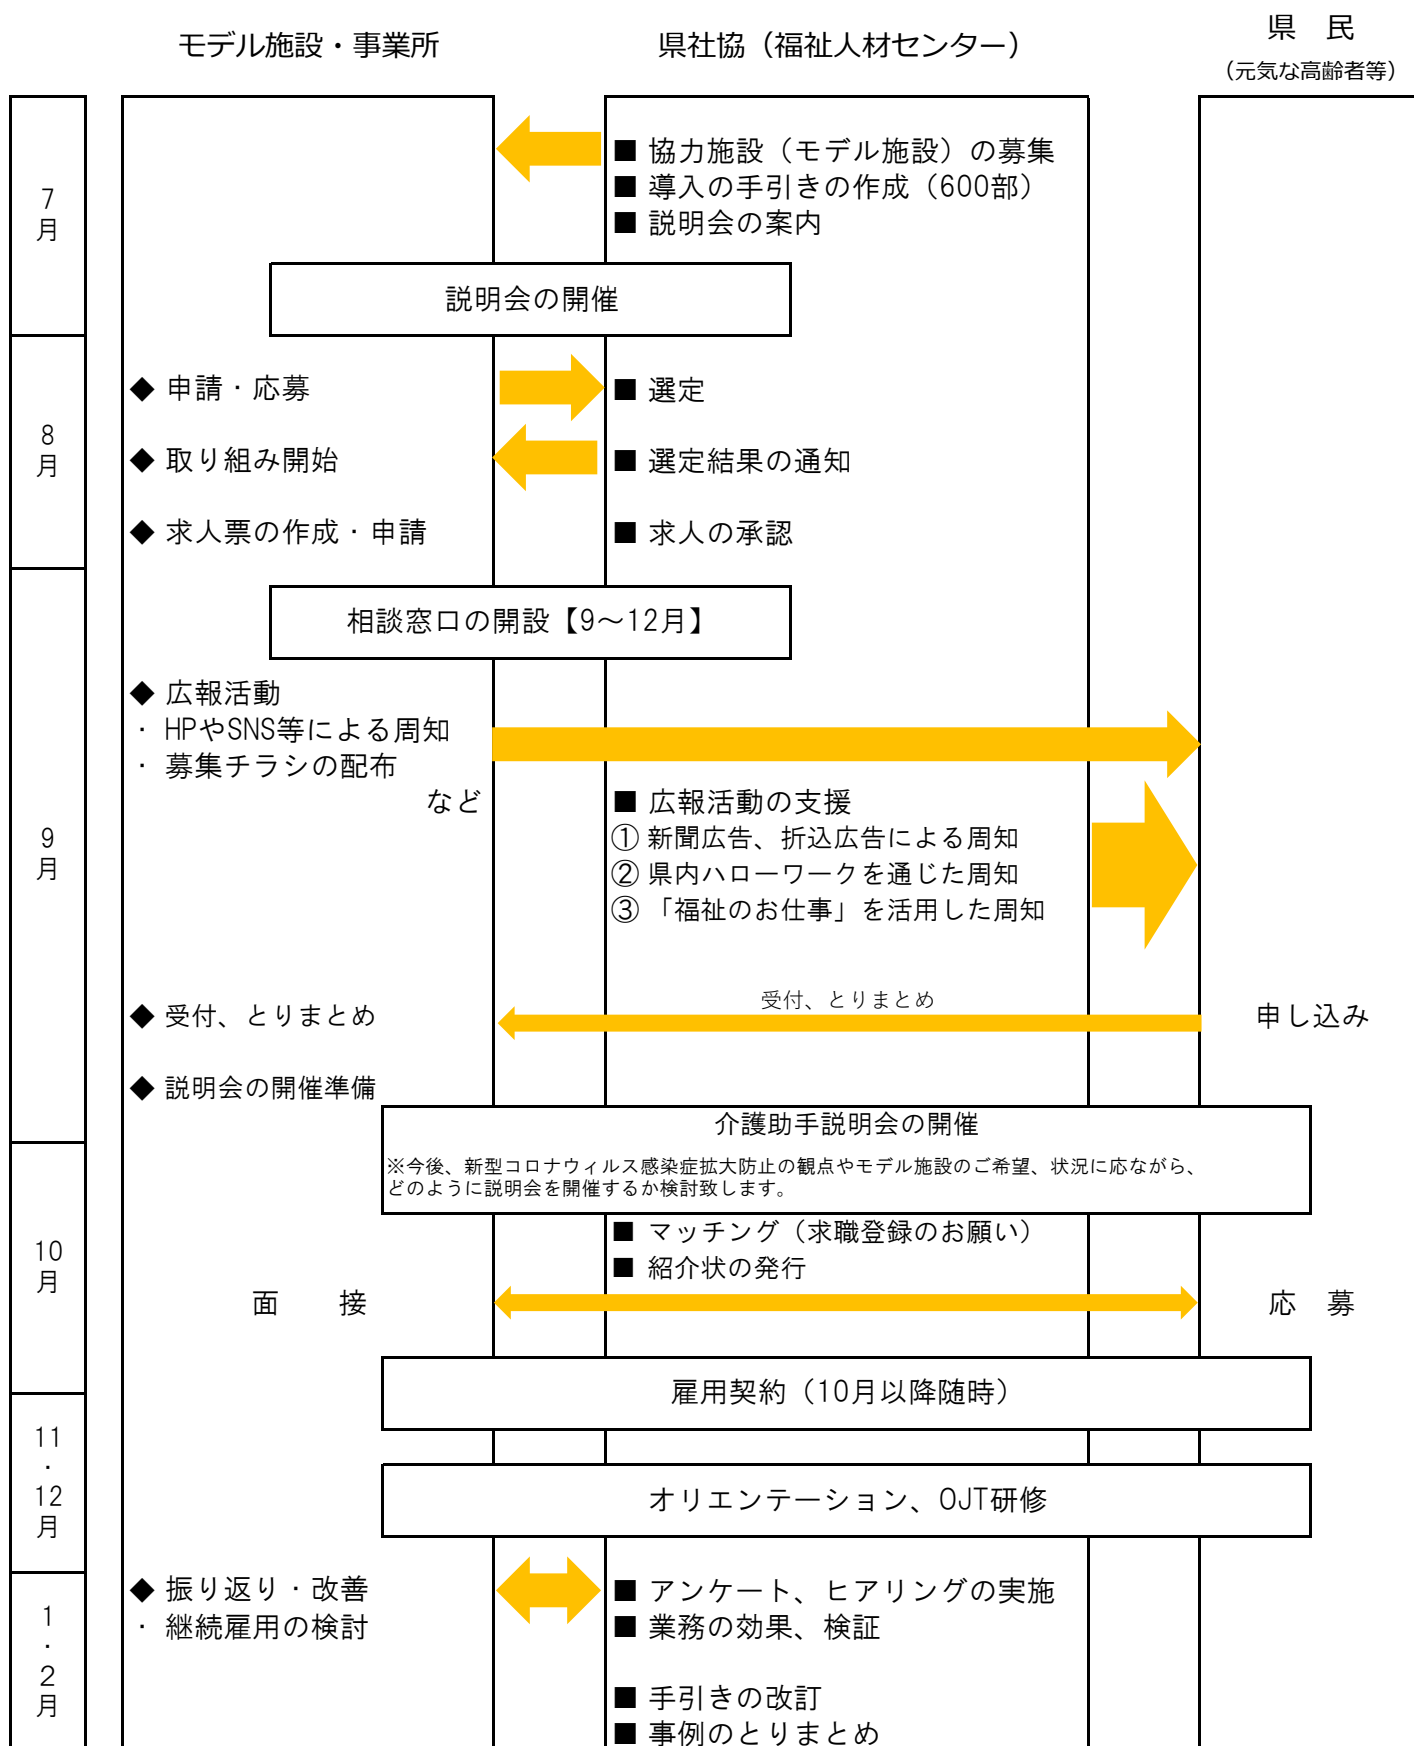 モデル施設・事業所
県社協（福祉人材センター）
県　民
（元気な高齢者等）
7
月
■ 協力施設（モデル施設）の募集
■ 導入の手引きの作成（600部）
■ 説明会の案内
説明会の開催
8
月
◆ 申請・応募
■ 選定
◆ 取り組み開始
■ 選定結果の通知
◆ 求人票の作成・申請
■ 求人の承認
相談窓口の開設【9～12月】
9
月
◆ 広報活動
・ HPやSNS等による周知
・ 募集チラシの配布
など
■ 広報活動の支援
① 新聞広告、折込広告による周知
② 県内ハローワークを通じた周知
③ 「福祉のお仕事」を活用した周知
受付、とりまとめ
◆ 受付、とりまとめ
申し込み
◆ 説明会の開催準備
介護助手説明会の開催
※今後、新型コロナウィルス感染症拡大防止の観点やモデル施設のご希望、状況に応ながら、
どのように説明会を開催するか検討致します。
10
月
■ マッチング（求職登録のお願い）
■ 紹介状の発行
面　　接
応　募
雇用契約（10月以降随時）
11
・
12
月
オリエンテーション、OJT研修
1
・
2
月
◆ 振り返り・改善
・ 継続雇用の検討
■ アンケート、ヒアリングの実施
■ 業務の効果、検証
■ 手引きの改訂
■ 事例のとりまとめ